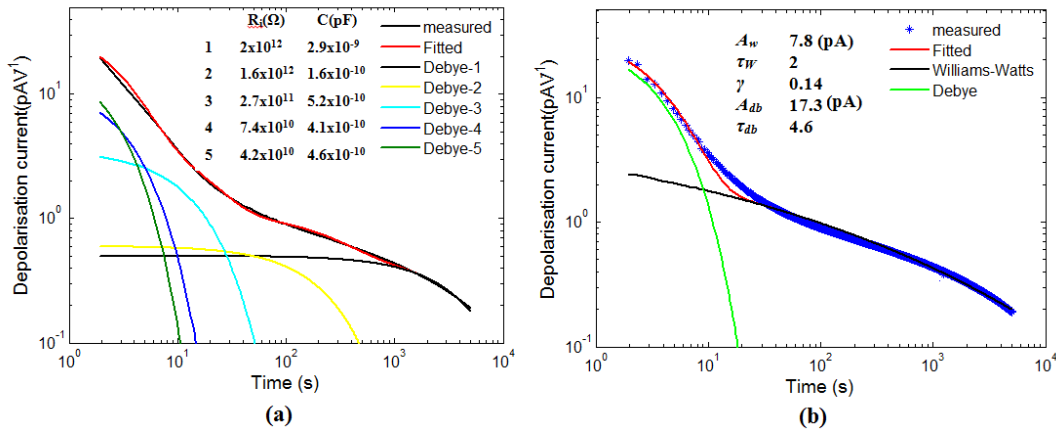 Rᵢ(Ω) C(pF)
1 2x10¹² 2.9x10⁻⁹
2 1.6x10¹² 1.6x10⁻¹⁰
3 2.7x10¹¹ 5.2x10⁻¹⁰
4 7.4x10¹⁰ 4.1x10⁻¹⁰
5 4.2x10¹⁰ 4.6x10⁻¹⁰
measured
Fitted
Debye-1
Debye-2
Debye-3
Debye-4
Debye-5
Depolarisation current(pAV⁻¹)
10¹
10⁰
10⁻¹
10⁰ 10¹ 10² 10³ 10⁴
Time (s)
(a)
A_w 7.8 (pA)
τ_W 2
γ 0.14
A_db 17.3 (pA)
τ_db 4.6
measured
Fitted
Williams-Watts
Debye
Depolarisation current(pAV⁻¹)
10¹
10⁰
10⁻¹
10⁰ 10¹ 10² 10³ 10⁴
Time (s)
(b)